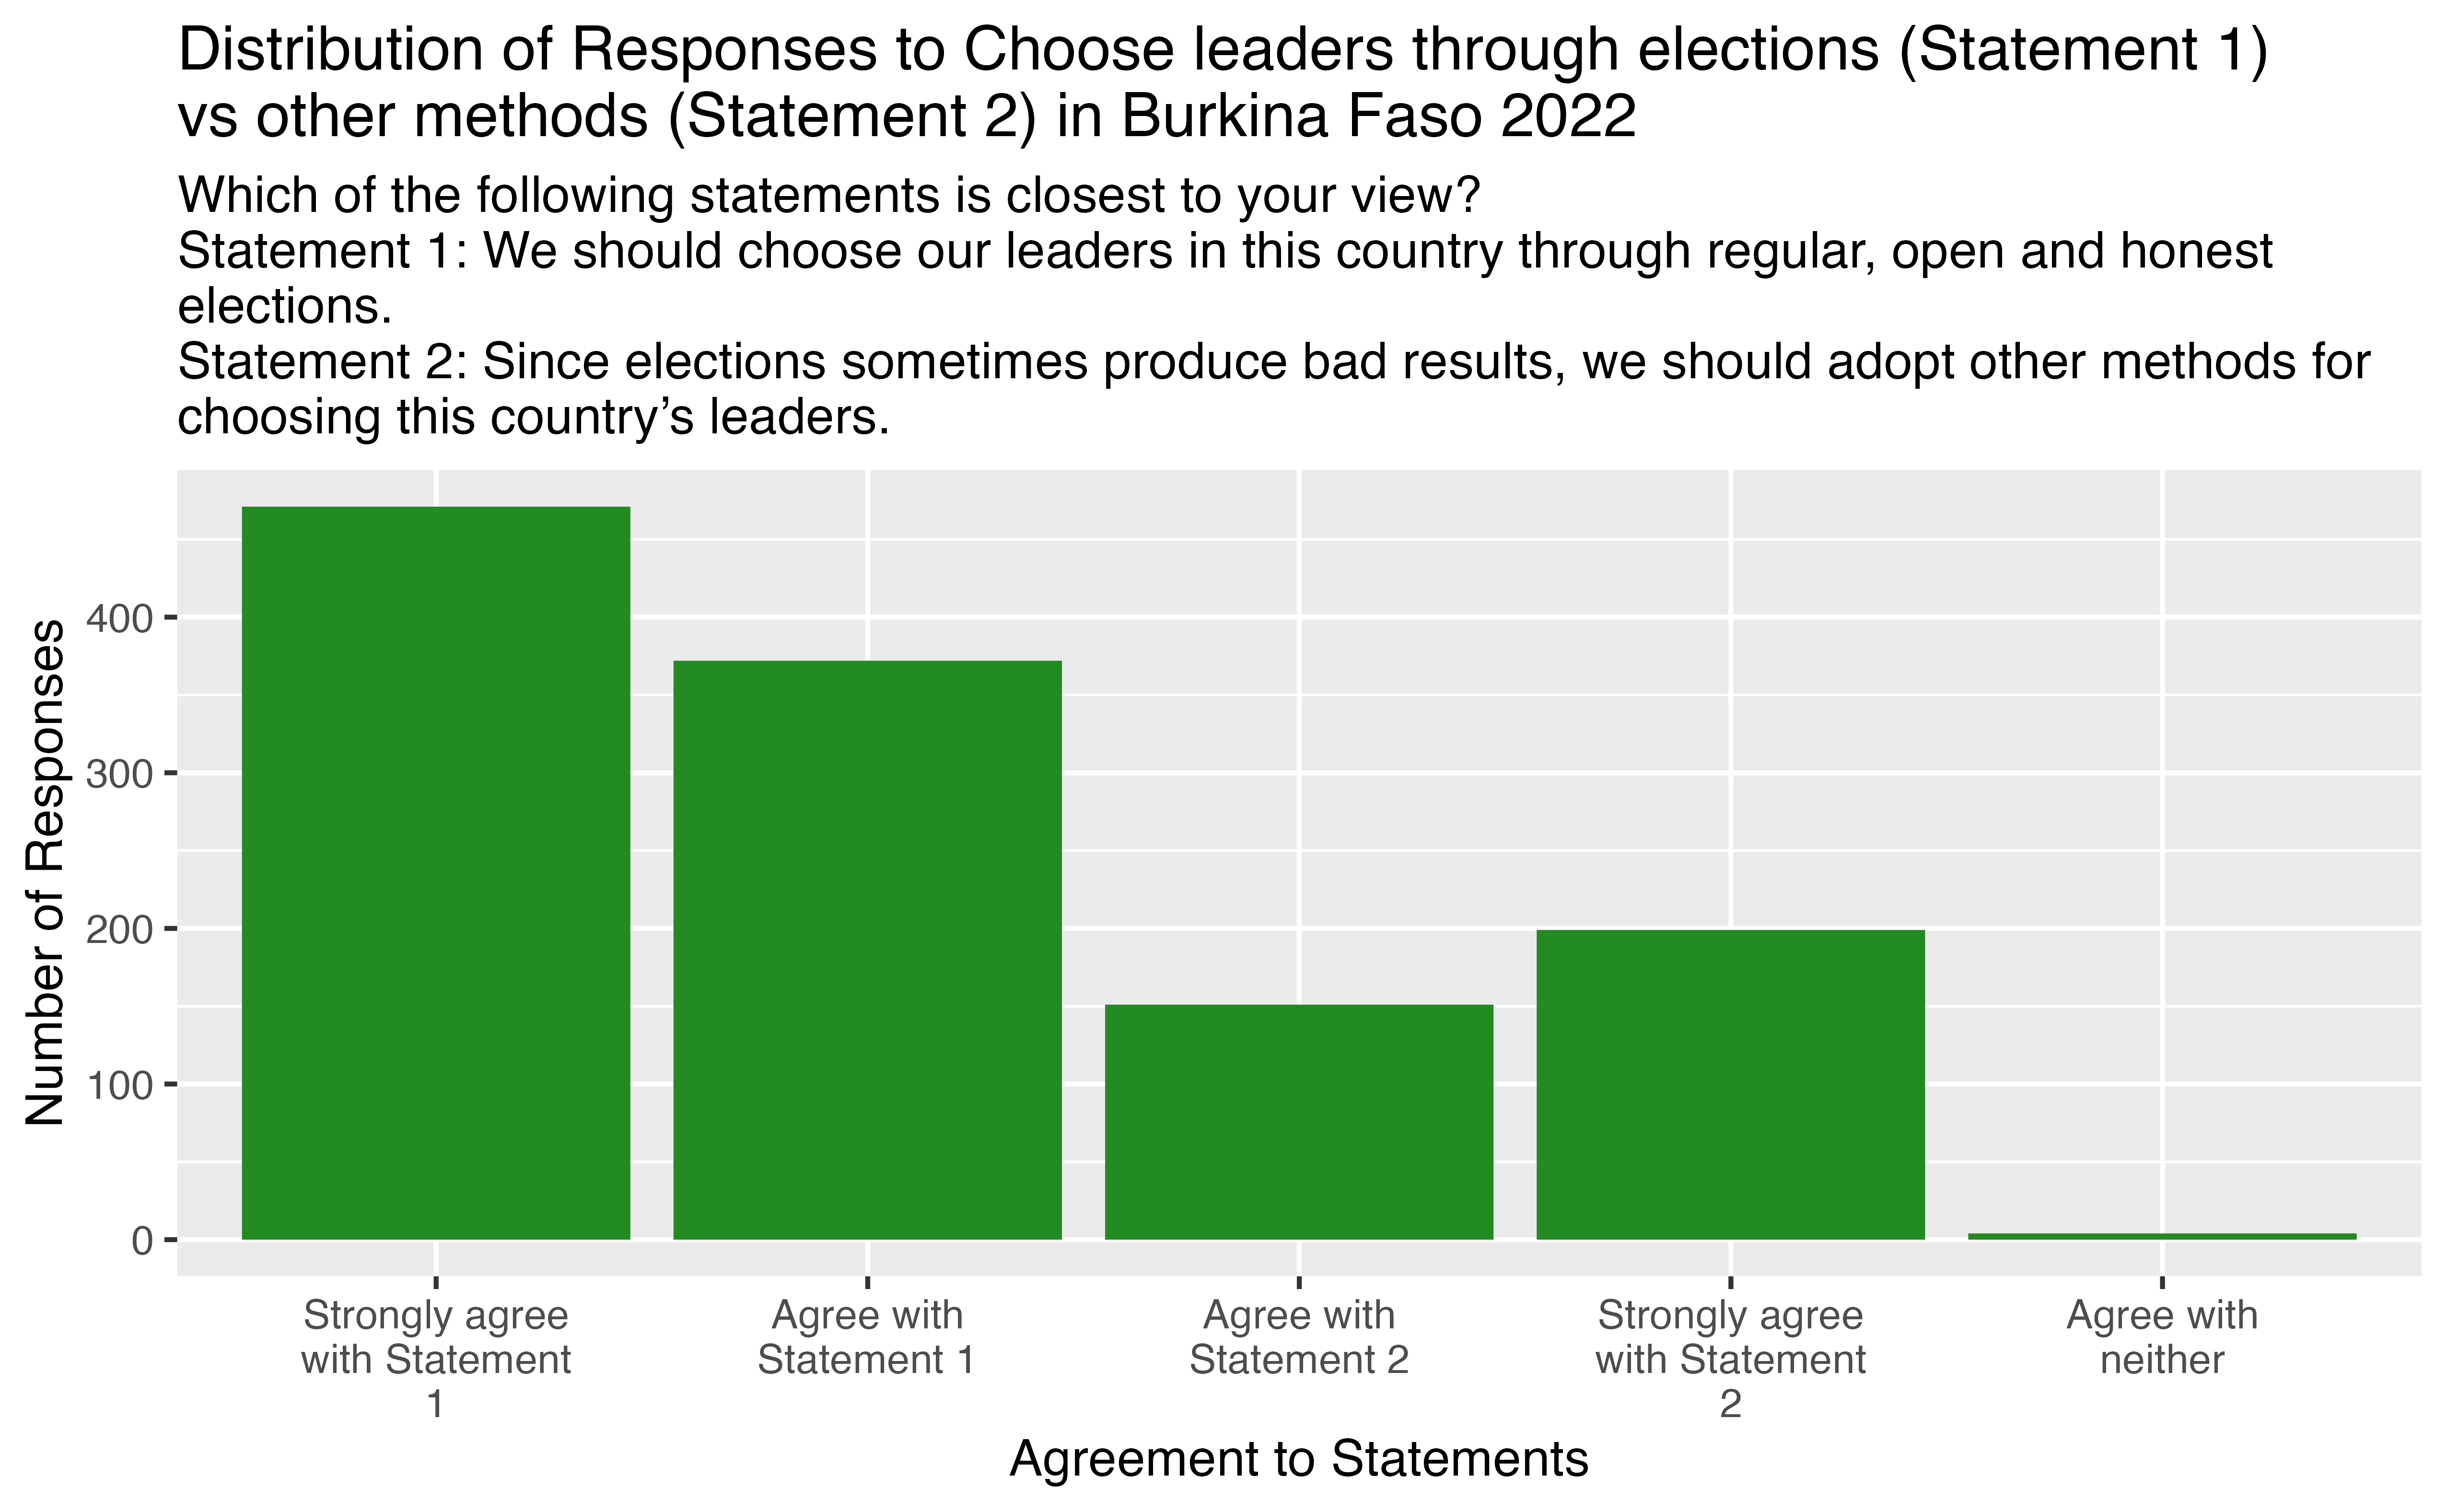 Distribution of Responses to Choose leaders through elections (Statement 1)
vs other methods (Statement 2) in Burkina Faso 2022
Which of the following statements is closest to your view?
Statement 1: We should choose our leaders in this country through regular, open and honest
elections.
Statement 2: Since elections sometimes produce bad results, we should adopt other methods for
choosing this country’s leaders.
Number of Responses
400
300
200
100
0
Strongly agree
with Statement
1
Agree with
Statement 1
Agree with
Statement 2
Strongly agree
with Statement
2
Agree with
neither
Agreement to Statements